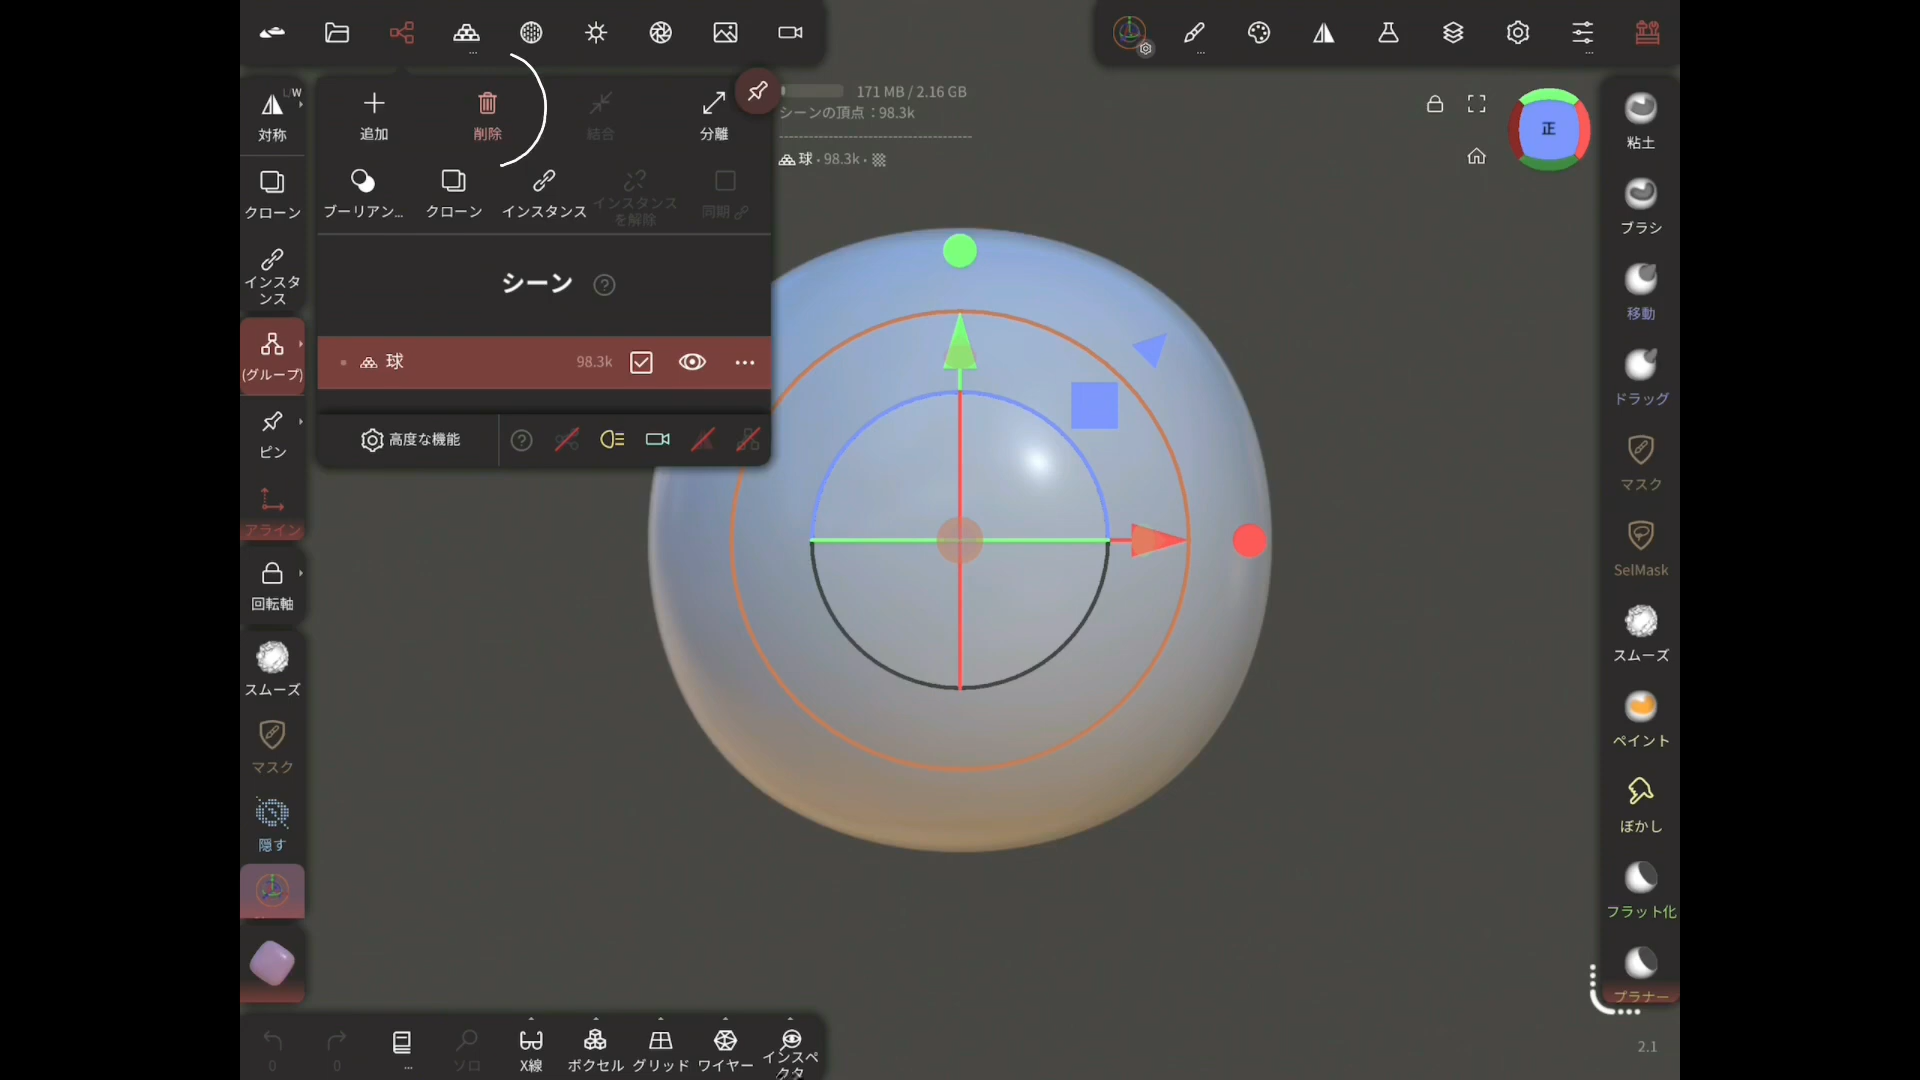 L/W
対称
クローン
インスタ
ンス
(グループ)
ピン
アライン
回転軸
スムーズ
マスク
隠す
追加
削除
結合
分離
ブーリアン...
クローン
インスタンス
インスタンス
を解除
同期
シーン
球 98.3k
高度な機能
171 MB / 2.16 GB
シーンの頂点：98.3k
球・98.3k・
正
粘土
ブラシ
移動
ドラッグ
マスク
SelMask
スムーズ
ペイント
ぼかし
フラット化
プラナー
0
0
...
ソロ
X線
ボクセル
グリッド
ワイヤー
インスペ
クタ
2.1